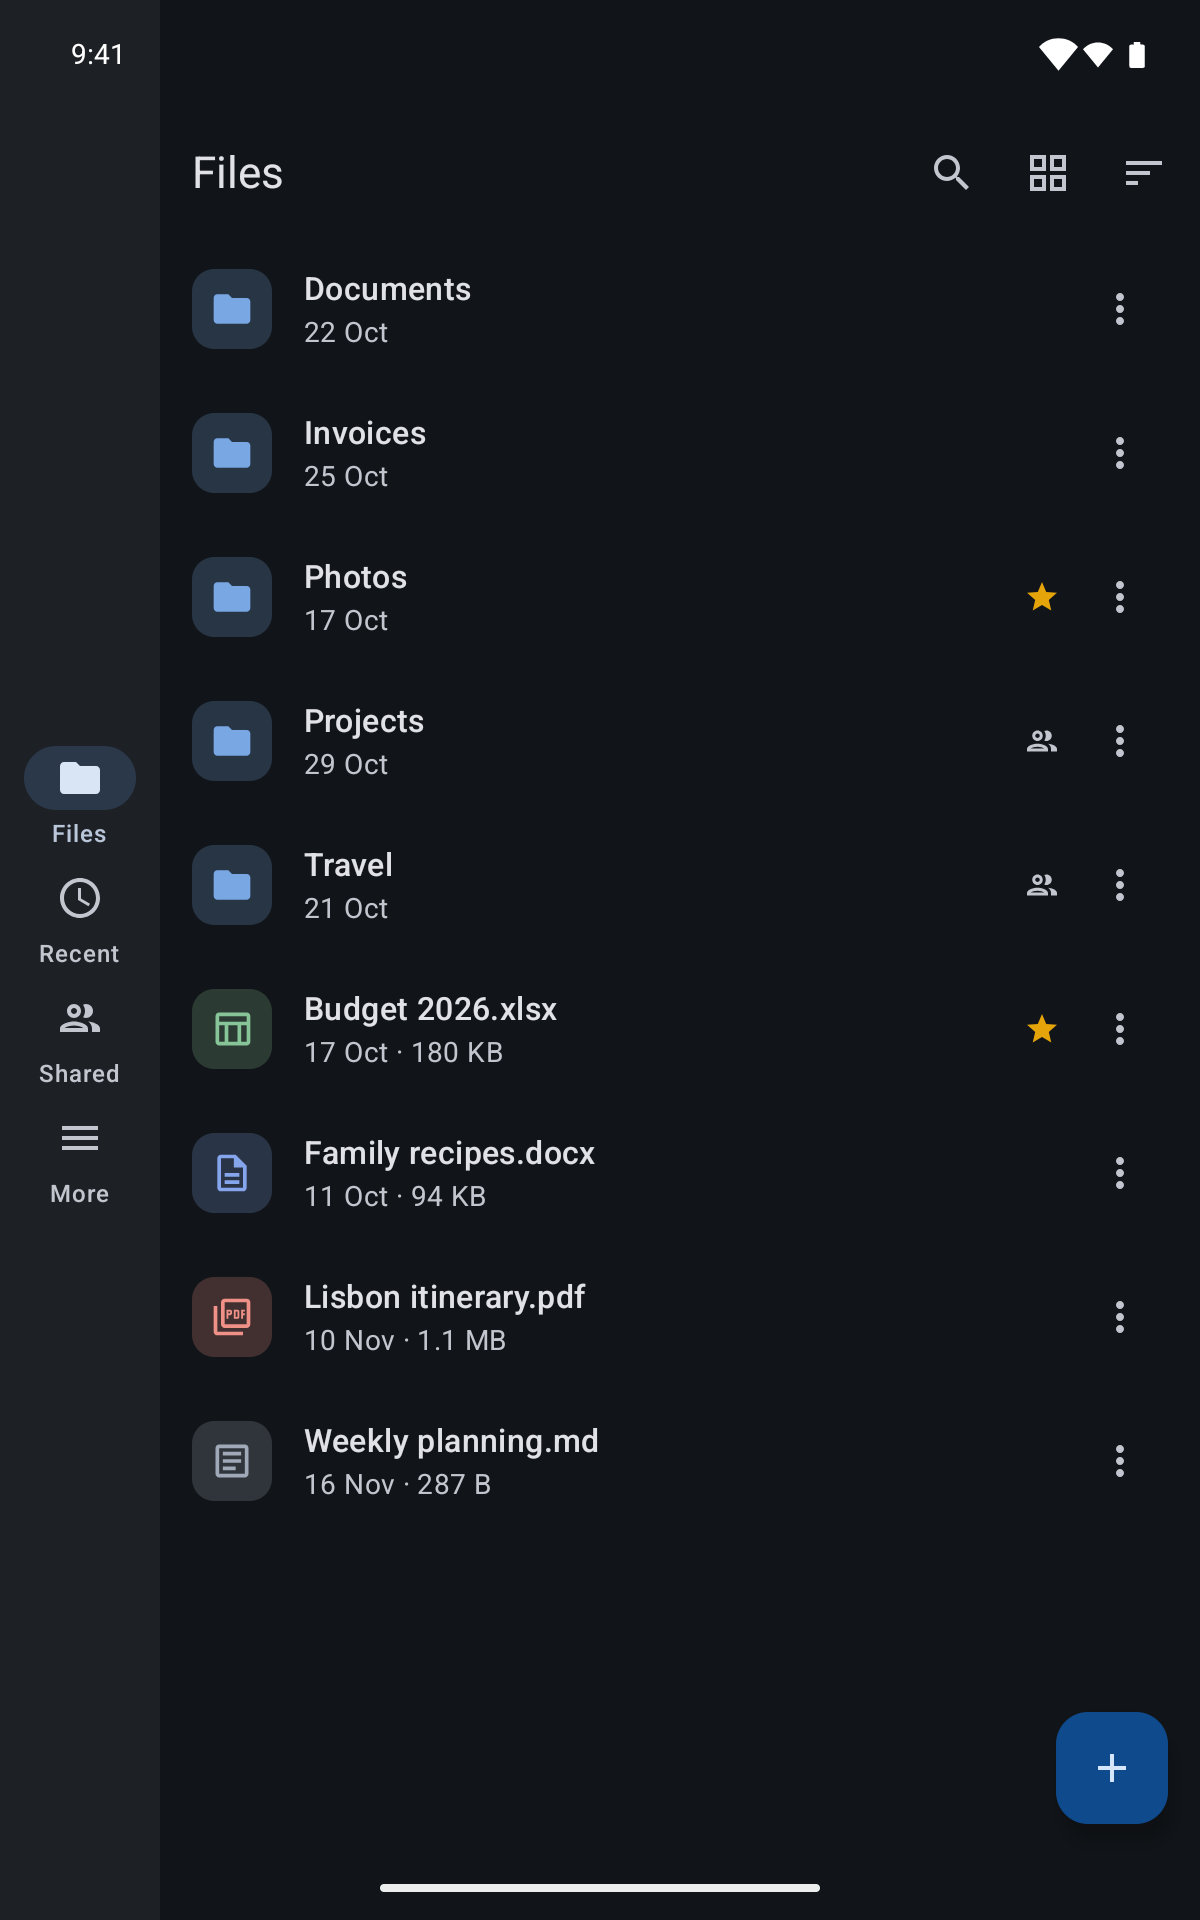 9:41
Files
Documents
22 Oct
Invoices
25 Oct
Photos
17 Oct
Projects
29 Oct
Travel
21 Oct
Budget 2026.xlsx
17 Oct · 180 KB
Family recipes.docx
11 Oct · 94 KB
PDF
Lisbon itinerary.pdf
10 Nov · 1.1 MB
Weekly planning.md
16 Nov · 287 B
Files
Recent
Shared
More